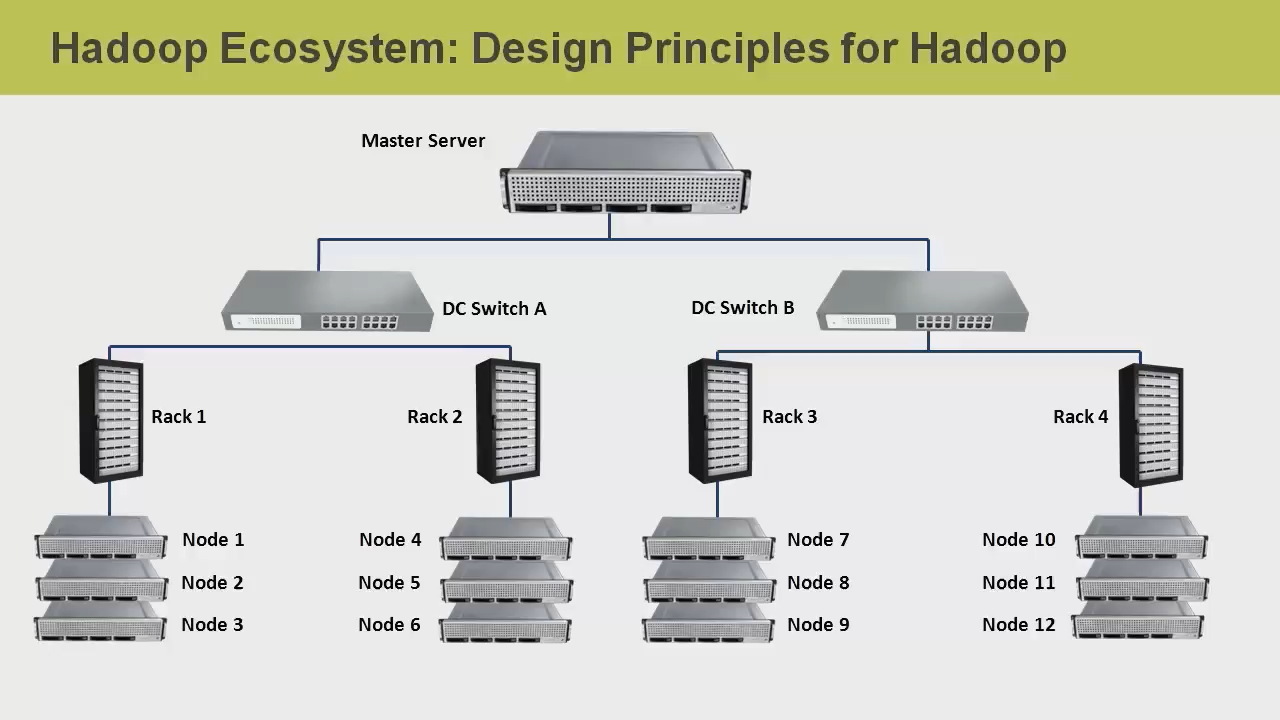 Hadoop Ecosystem: Design Principles for Hadoop
Master Server
DC Switch A
DC Switch B
Rack 1
Rack 2
Rack 3
Rack 4
Node 1
Node 4
Node 7
Node 10
Node 2
Node 5
Node 8
Node 11
Node 3
Node 6
Node 9
Node 12